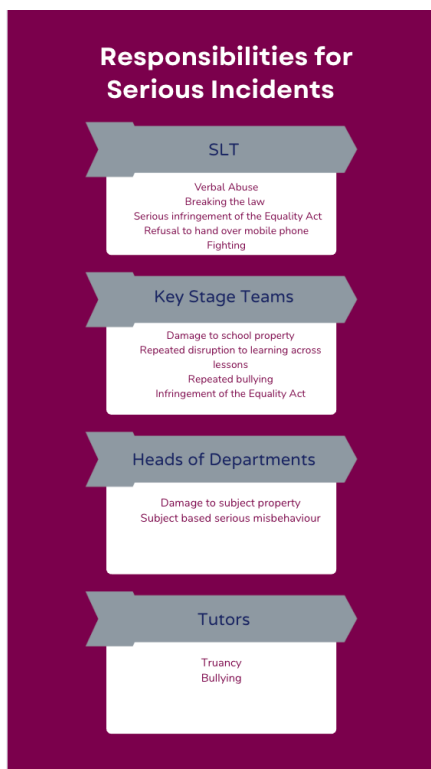 Responsibilities for
Serious Incidents
SLT
Verbal Abuse
Breaking the law
Serious infringement of the Equality Act
Refusal to hand over mobile phone
Fighting
Key Stage Teams
Damage to school property
Repeated disruption to learning across
lessons
Repeated bullying
Infringement of the Equality Act
Heads of Departments
Damage to subject property
Subject based serious misbehaviour
Tutors
Truancy
Bullying